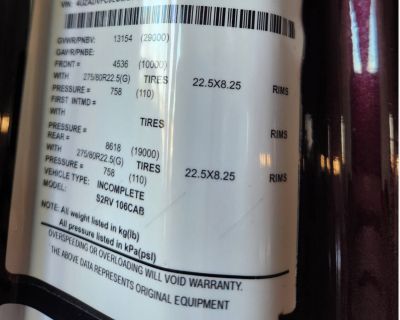 VIN:
GVWR/PNBV: 13154 (29000)
GAWR/PNBE:
FRONT = 4536 (10000)
WITH 275/80R22.5(G) TIRES 22.5X8.25 RIMS
PRESSURE = 758 (110)
FIRST INTMD =
WITH TIRES RIMS
PRESSURE =
REAR = 8618 (19000)
WITH 275/80R22.5(G) TIRES 22.5X8.25 RIMS
PRESSURE = 758 (110)
VEHICLE TYPE: INCOMPLETE
MODEL: S2RV 106CAB
NOTE: All weight listed in kg(lb)
All pressure listed in kPa(psi)
OVERSPEEDING OR OVERLOADING WILL VOID WARRANTY.
THE ABOVE DATA REPRESENTS ORIGINAL EQUIPMENT